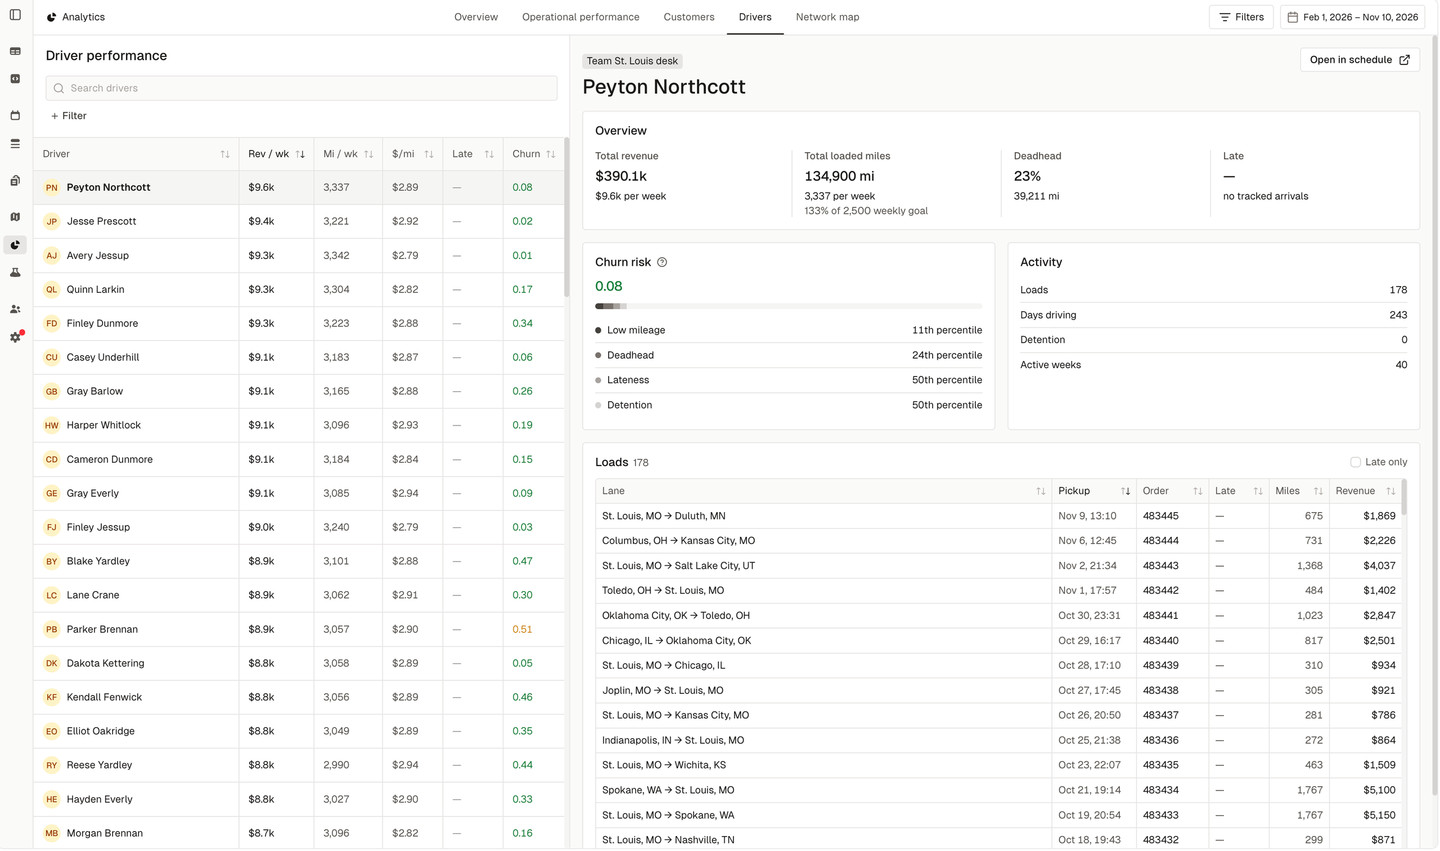 Analytics
Overview Operational performance Customers Drivers Network map
Filters Feb 1, 2026 – Nov 10, 2026
Driver performance
Search drivers
+ Filter
Driver Rev / wk Mi / wk $/mi Late Churn
PN Peyton Northcott $9.6k 3,337 $2.89 — 0.08
JP Jesse Prescott $9.4k 3,221 $2.92 — 0.02
AJ Avery Jessup $9.3k 3,342 $2.79 — 0.01
QL Quinn Larkin $9.3k 3,304 $2.82 — 0.17
FD Finley Dunmore $9.3k 3,223 $2.88 — 0.34
CU Casey Underhill $9.1k 3,183 $2.87 — 0.06
GB Gray Barlow $9.1k 3,165 $2.88 — 0.26
HW Harper Whitlock $9.1k 3,096 $2.93 — 0.19
CD Cameron Dunmore $9.1k 3,184 $2.84 — 0.15
GE Gray Everly $9.1k 3,085 $2.94 — 0.09
FJ Finley Jessup $9.0k 3,240 $2.79 — 0.03
BY Blake Yardley $8.9k 3,101 $2.88 — 0.47
LC Lane Crane $8.9k 3,062 $2.91 — 0.30
PB Parker Brennan $8.9k 3,057 $2.90 — 0.51
DK Dakota Kettering $8.8k 3,058 $2.89 — 0.05
KF Kendall Fenwick $8.8k 3,056 $2.89 — 0.46
EO Elliot Oakridge $8.8k 3,049 $2.89 — 0.35
RY Reese Yardley $8.8k 2,990 $2.94 — 0.44
HE Hayden Everly $8.8k 3,027 $2.90 — 0.33
MB Morgan Brennan $8.7k 3,096 $2.82 — 0.16
Team St. Louis desk
Open in schedule
Peyton Northcott
Overview
Total revenue Total loaded miles Deadhead Late
$390.1k 134,900 mi 23% —
$9.6k per week 3,337 per week 39,211 mi no tracked arrivals
133% of 2,500 weekly goal
Churn risk
0.08
Low mileage 11th percentile
Deadhead 24th percentile
Lateness 50th percentile
Detention 50th percentile
Activity
Loads 178
Days driving 243
Detention 0
Active weeks 40
Loads 178 Late only
Lane Pickup Order Late Miles Revenue
St. Louis, MO → Duluth, MN Nov 9, 13:10 483445 — 675 $1,869
Columbus, OH → Kansas City, MO Nov 6, 12:45 483444 — 731 $2,226
St. Louis, MO → Salt Lake City, UT Nov 2, 21:34 483443 — 1,368 $4,037
Toledo, OH → St. Louis, MO Nov 1, 17:57 483442 — 484 $1,402
Oklahoma City, OK → Toledo, OH Oct 30, 23:31 483441 — 1,023 $2,847
Chicago, IL → Oklahoma City, OK Oct 29, 16:17 483440 — 817 $2,501
St. Louis, MO → Chicago, IL Oct 28, 17:10 483439 — 310 $934
Joplin, MO → St. Louis, MO Oct 27, 17:45 483438 — 305 $921
St. Louis, MO → Kansas City, MO Oct 26, 20:50 483437 — 281 $786
Indianapolis, IN → St. Louis, MO Oct 25, 21:38 483436 — 272 $864
St. Louis, MO → Wichita, KS Oct 23, 22:07 483435 — 463 $1,509
Spokane, WA → St. Louis, MO Oct 21, 19:14 483434 — 1,767 $5,100
St. Louis, MO → Spokane, WA Oct 19, 20:54 483433 — 1,767 $5,150
St. Louis, MO → Nashville, TN Oct 18, 19:43 483432 — 299 $871